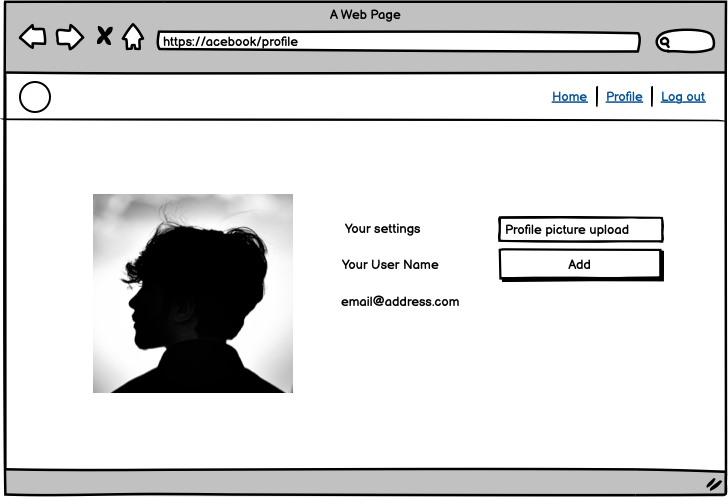 A Web Page
https://acebook/profile
Home
Profile
Log out
Your settings
Profile picture upload
Your User Name
Add
email@address.com